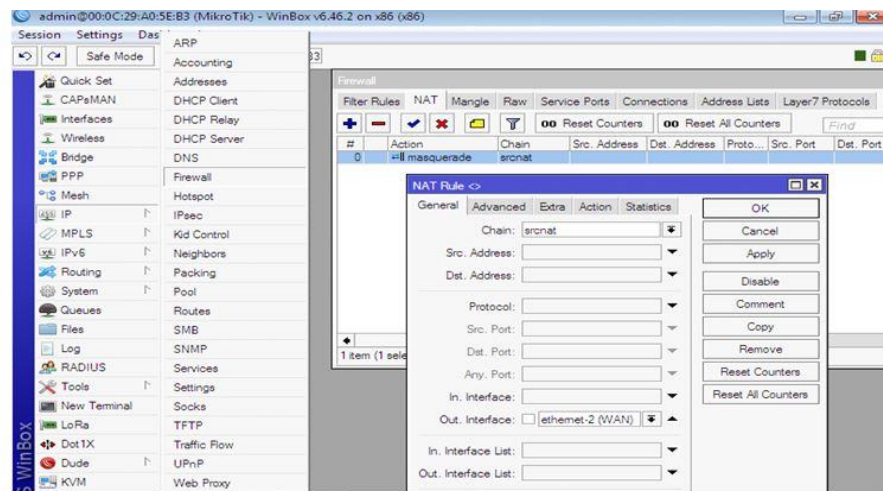 admin@00:0C:29:A0:5E:B3 (MikroTik) - WinBox v6.46.2 on x86 (x86)
Session Settings Das
Safe Mode
Quick Set
CAPsMAN
Interfaces
Wireless
Bridge
PPP
Mesh
IP
MPLS
IPv6
Routing
System
Queues
Files
Log
RADIUS
Tools
New Terminal
LoRa
Dot1X
Dude
KVM
S WinBox
ARP
Accounting
Addresses
DHCP Client
DHCP Relay
DHCP Server
DNS
Firewall
Hotspot
IPsec
Kid Control
Neighbors
Packing
Pool
Routes
SMB
SNMP
Services
Settings
Socks
TFTP
Traffic Flow
UPnP
Web Proxy
Firewall
Filter Rules NAT Mangle Raw Service Ports Connections Address Lists Layer7 Protocols
00 Reset Counters 00 Reset All Counters Find
# Action Chain Src. Address Dst. Address Proto... Src. Port Dst. Port
0 masquerade srcnat
1 item (1 sele
NAT Rule <>
General Advanced Extra Action Statistics
Chain: srcnat
Src. Address:
Dst. Address:
Protocol:
Src. Port:
Dst. Port:
Any. Port:
In. Interface:
Out. Interface: ethernet-2 (WAN)
In. Interface List:
Out. Interface List:
OK
Cancel
Apply
Disable
Comment
Copy
Remove
Reset Counters
Reset All Counters